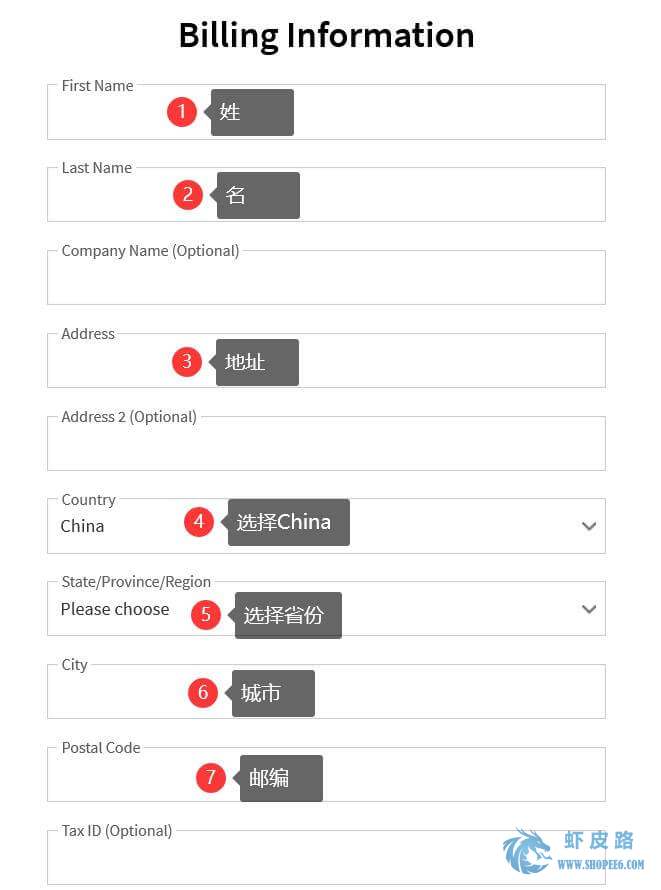 Billing Information
First Name
1 姓
Last Name
2 名
Company Name (Optional)
Address
3 地址
Address 2 (Optional)
Country
China
4 选择China
State/Province/Region
Please choose
5 选择省份
City
6 城市
Postal Code
7 邮编
Tax ID (Optional)
虾皮路
WWW.SHOPEE6.COM